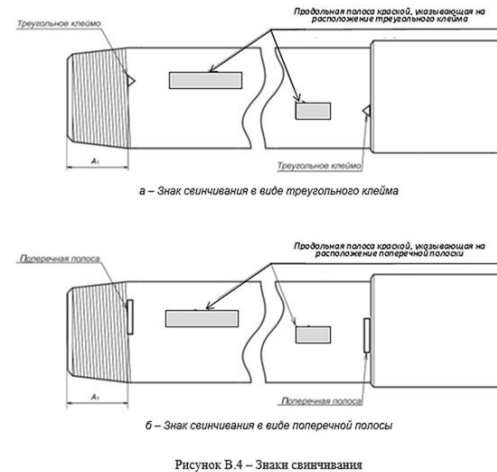 Продольная полоса краской, указывающая на
расположение треугольного клейма
Треугольное клеймо
A₁
Треугольное клеймо
а – Знак свинчивания в виде треугольного клейма
Продольная полоса краской, указывающая на
расположение поперечной полоски
Поперечная полоса
A₁
Поперечная полоса
б – Знак свинчивания в виде поперечной полосы
Рисунок В.4 – Знаки свинчивания